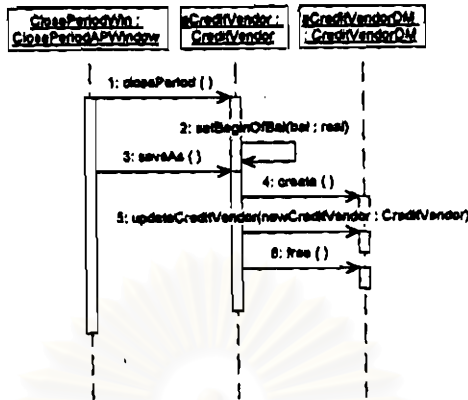 ClosePeriodWin :
ClosePeriodAPWindow
aCreditVendor :
CreditVendor
aCreditVendorDM
: CreditVendorDM
1: closePeriod ( )
2: setBeginOfBal(bal : real)
3: saveAs ( )
4: create ( )
5: updateCreditVendor(newCreditVendor : CreditVendor)
6: free ( )